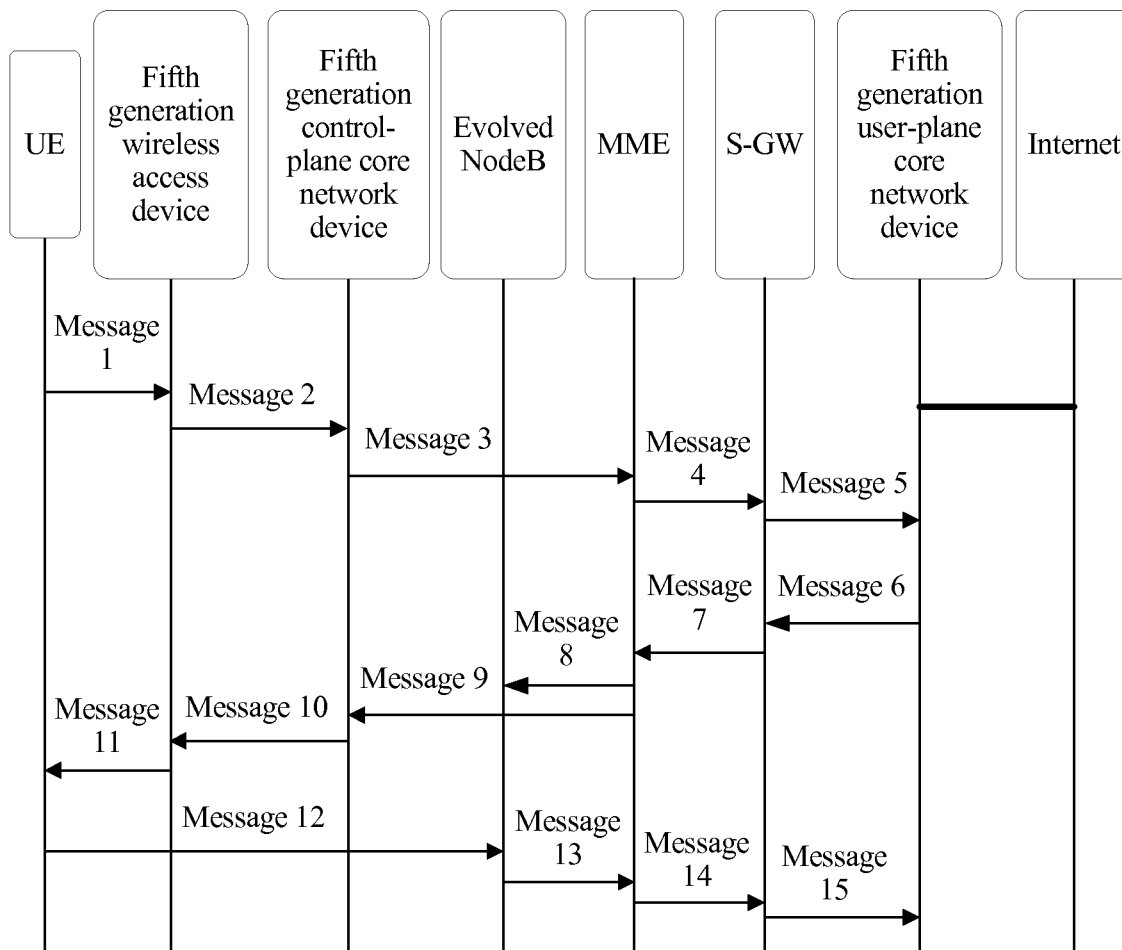 UE
Fifth
generation
wireless
access
device
Fifth
generation
control-
plane core
network
device
Evolved
NodeB
MME
S-GW
Fifth
generation
user-plane
core
network
device
Internet
Message
1
Message 2
Message 3
Message
4
Message 5
Message 6
Message
7
Message
8
Message 9
Message 10
Message
11
Message 12
Message
13
Message
14
Message
15